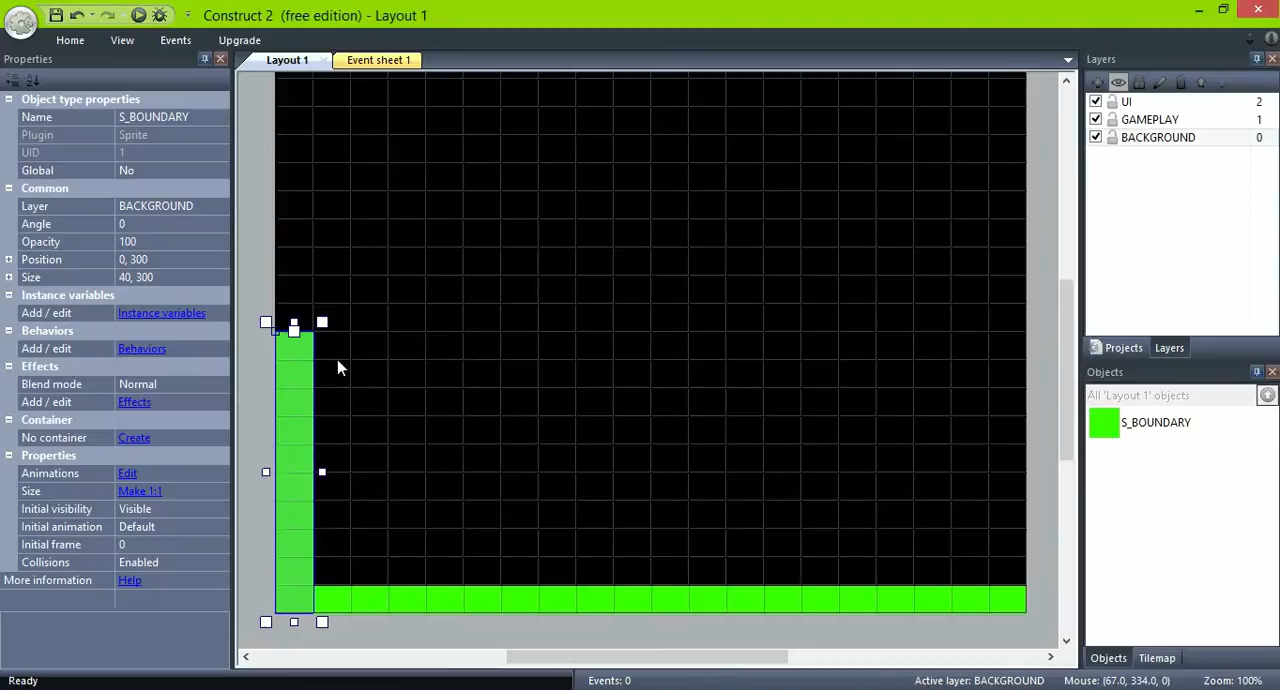 Construct 2  (free edition) - Layout 1
Home View Events Upgrade
Properties
Layout 1 Event sheet 1
Layers
Object type properties
Name S_BOUNDARY
Plugin Sprite
UID 1
Global No
Common
Layer BACKGROUND
Angle 0
Opacity 100
Position 0, 300
Size 40, 300
Instance variables
Add / edit Instance variables
Behaviors
Add / edit Behaviors
Effects
Blend mode Normal
Add / edit Effects
Container
No container Create
Properties
Animations Edit
Size Make 1:1
Initial visibility Visible
Initial animation Default
Initial frame 0
Collisions Enabled
More information Help
UI 2
GAMEPLAY 1
BACKGROUND 0
Projects Layers
Objects
All 'Layout 1' objects
S_BOUNDARY
Objects Tilemap
Ready Events: 0 Active layer: BACKGROUND Mouse: (67.0, 334.0, 0) Zoom: 100%